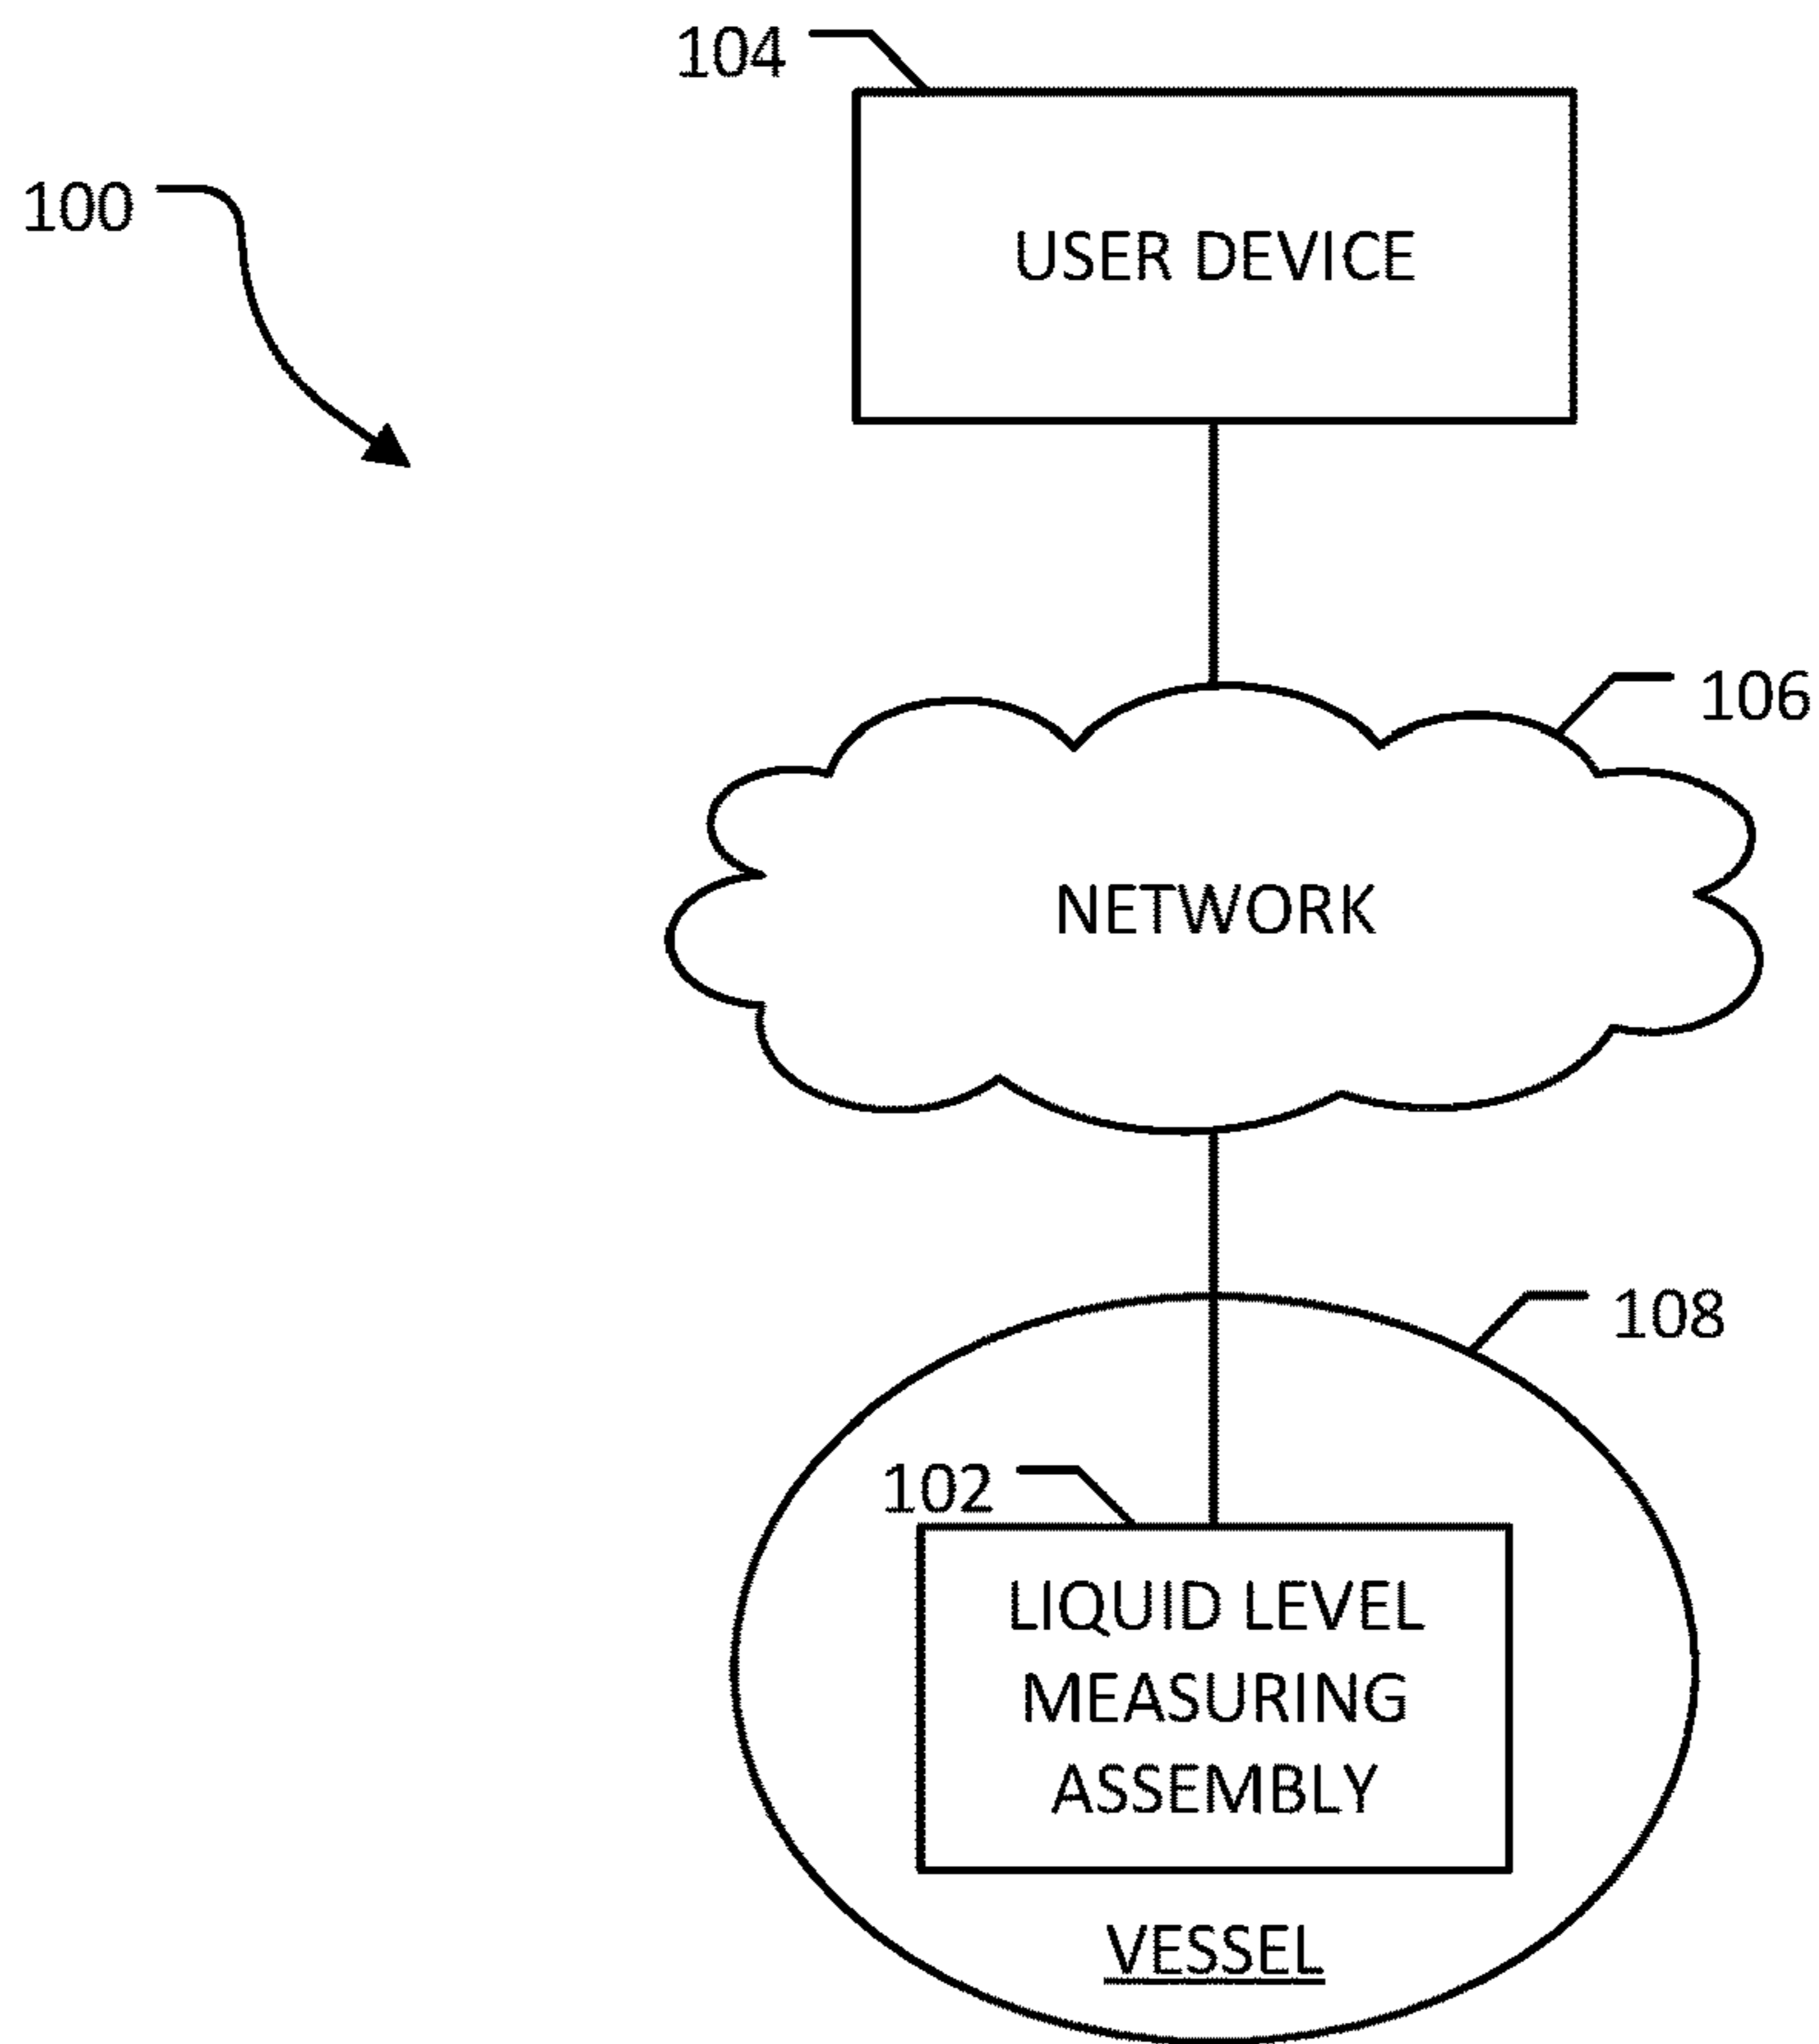 104
100
USER DEVICE
106
NETWORK
108
102
LIQUID LEVEL
MEASURING
ASSEMBLY
VESSEL